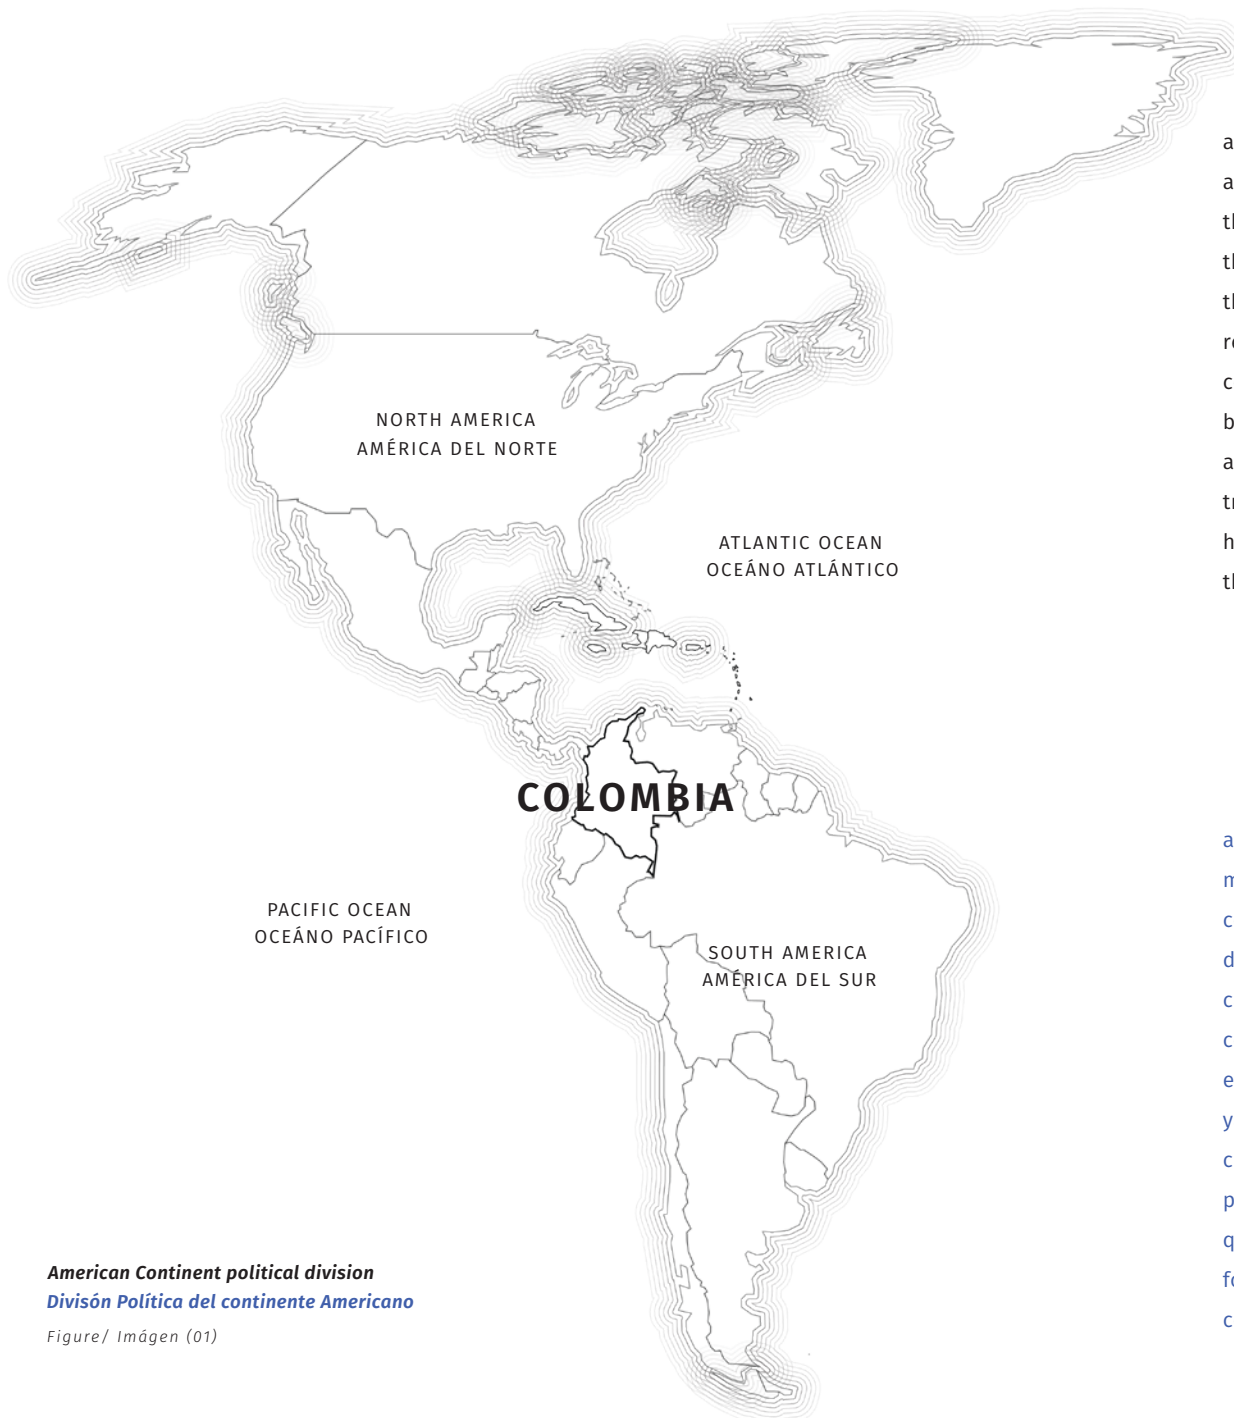 NORTH AMERICA
AMÉRICA DEL NORTE
ATLANTIC OCEAN
OCEÁNO ATLÁNTICO
COLOMBIA
PACIFIC OCEAN
OCEÁNO PACÍFICO
SOUTH AMERICA
AMÉRICA DEL SUR
American Continent political division
Divisón Política del continente Americano
Figure/ Imágen (01)